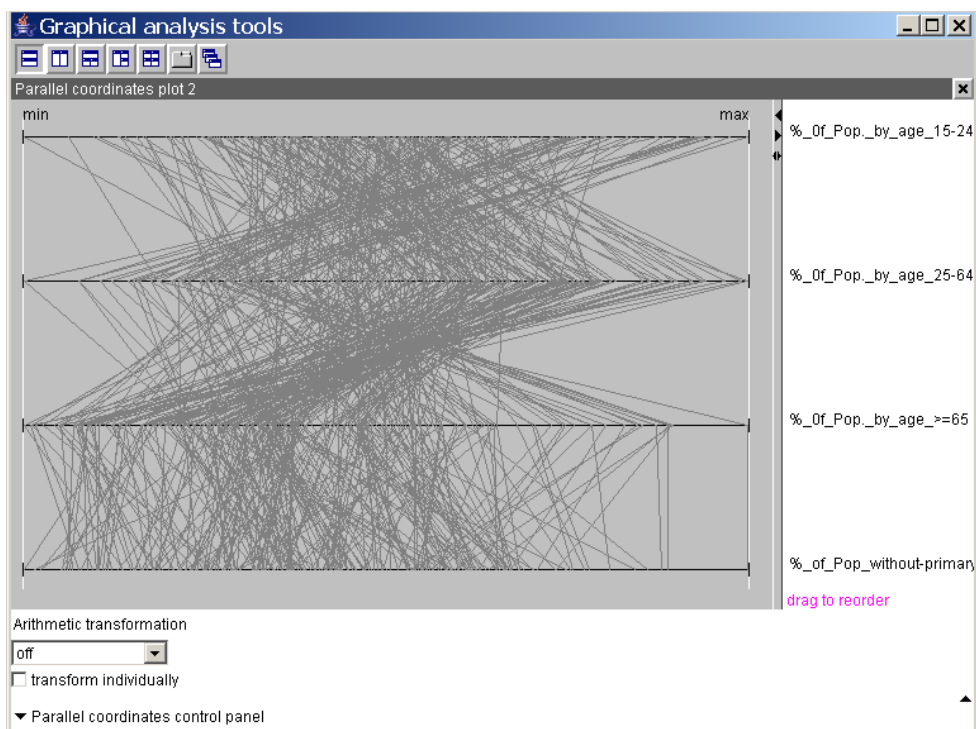 Graphical analysis tools
Parallel coordinates plot 2
min
max
%_0f_Pop._by_age_15-24
%_0f_Pop._by_age_25-64
%_0f_Pop._by_age_>=65
%_of_Pop_without-primary
drag to reorder
Arithmetic transformation
off
transform individually
Parallel coordinates control panel